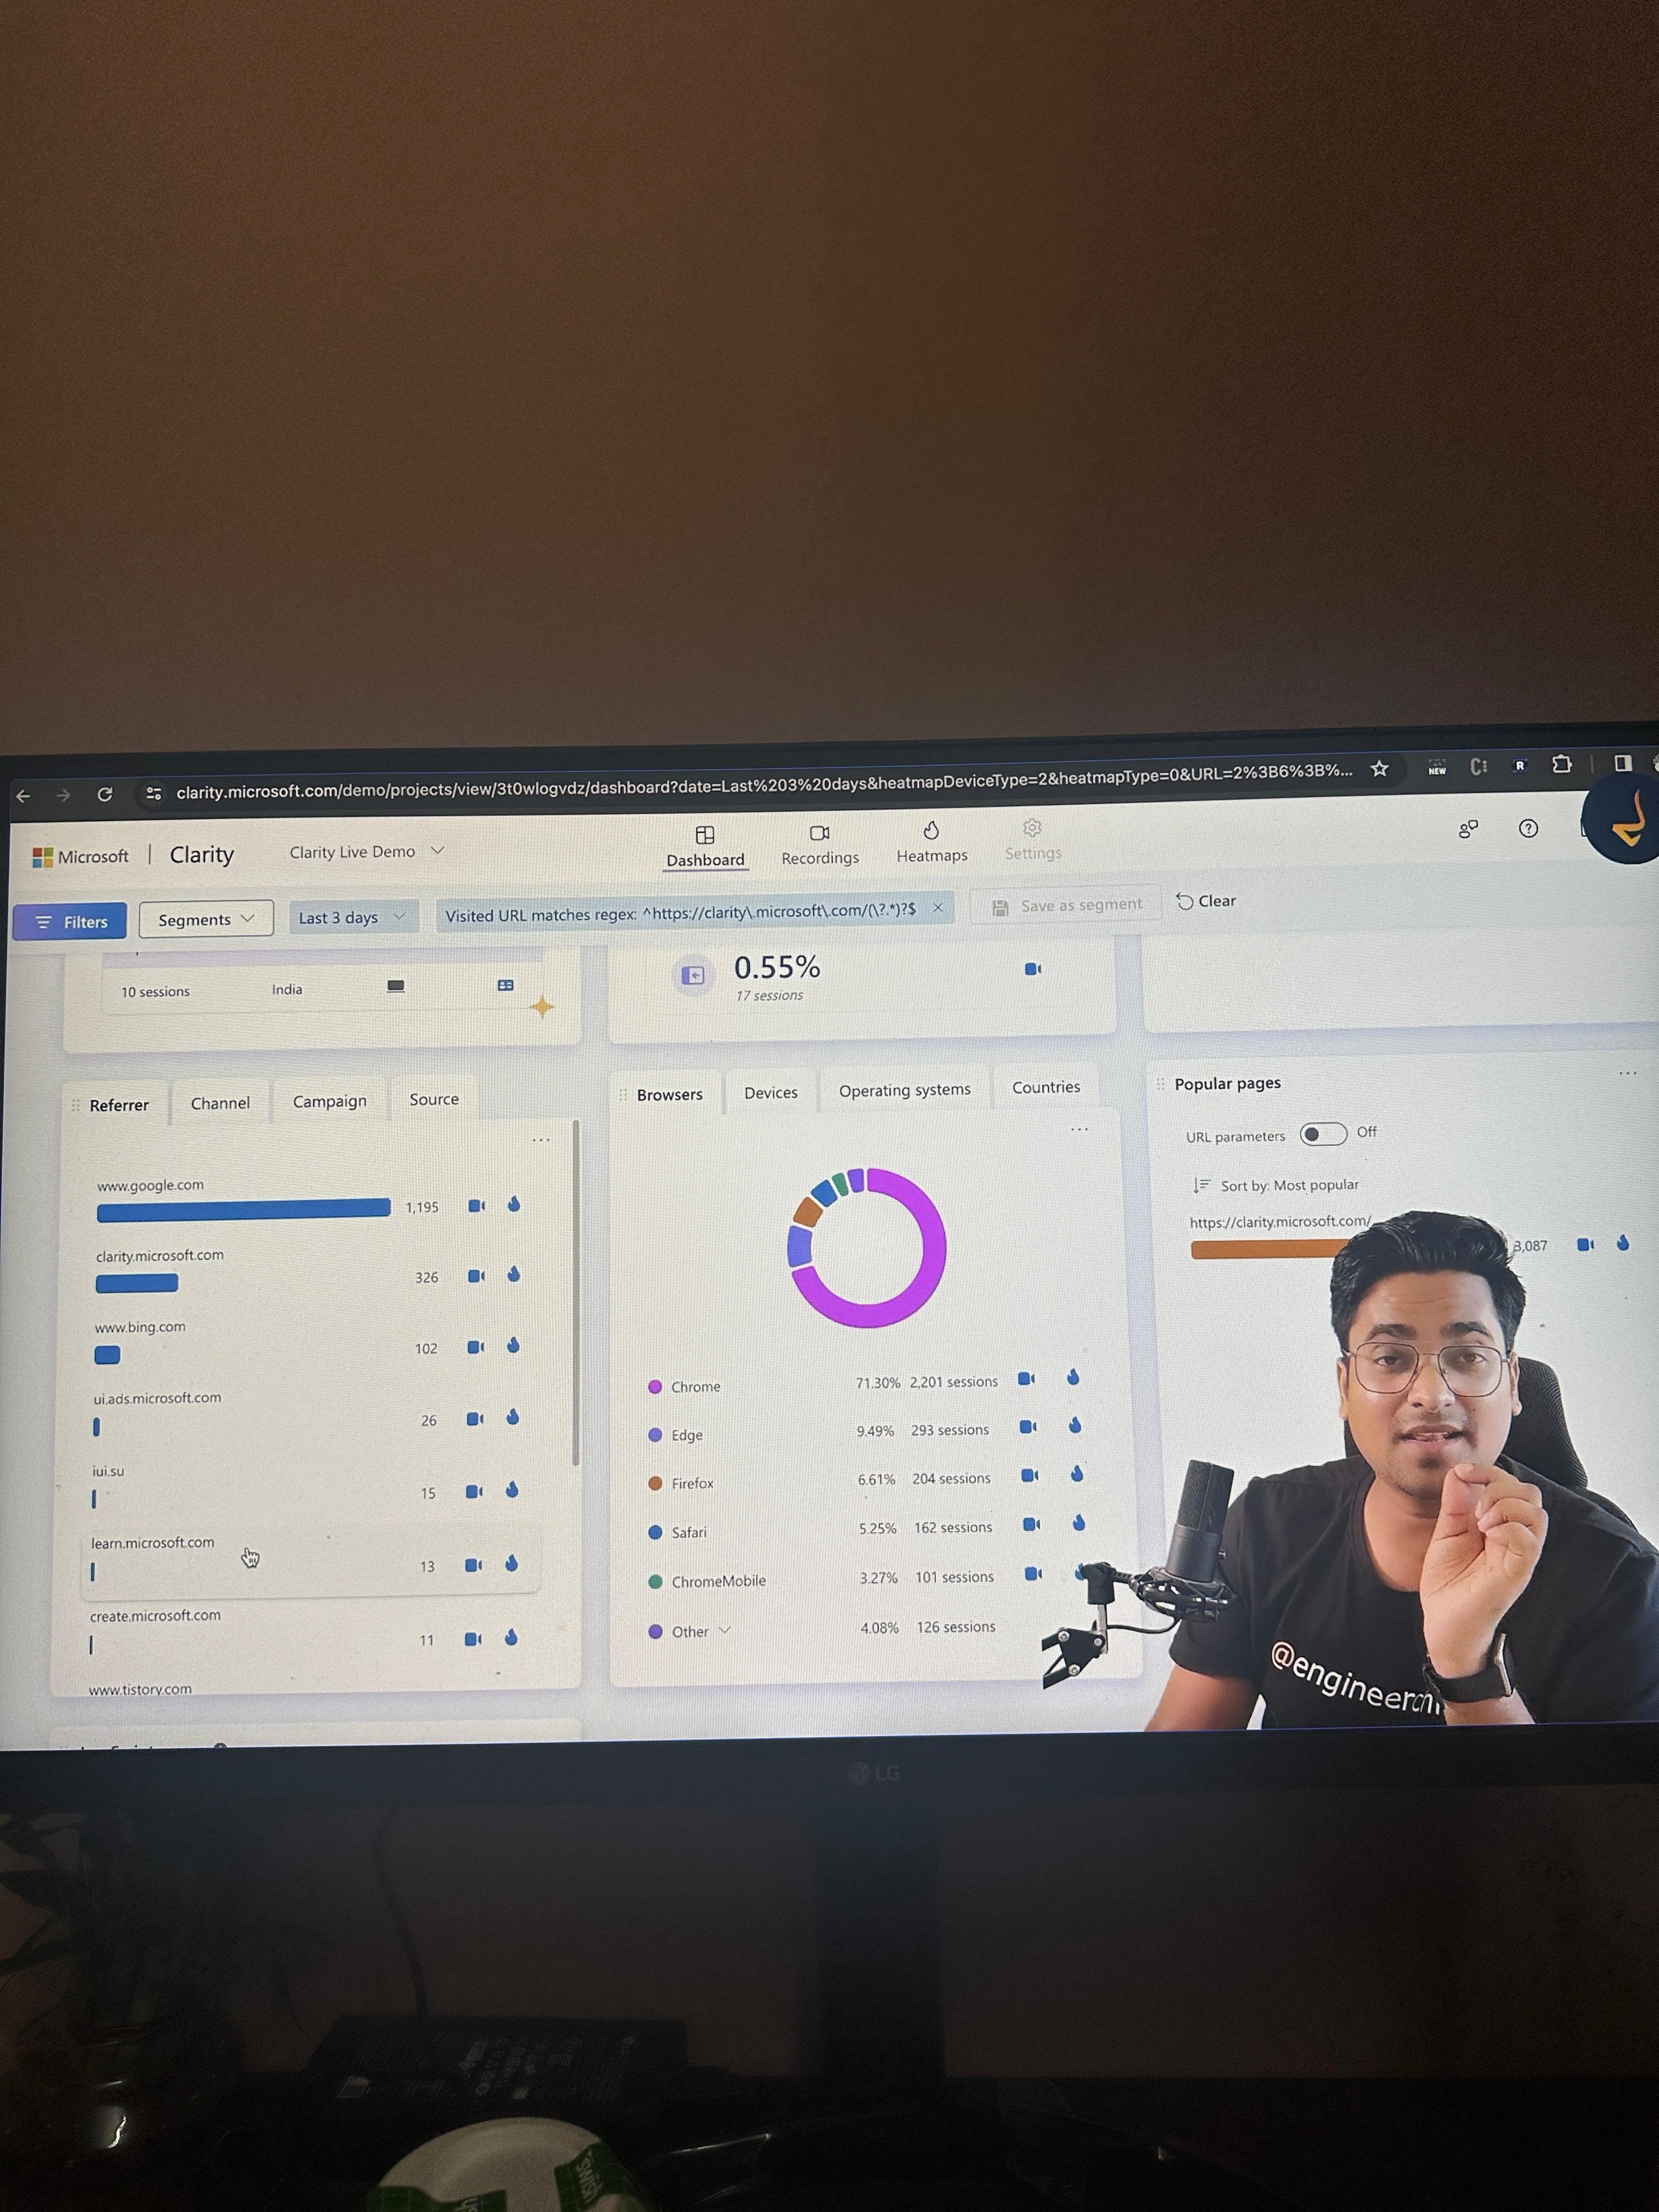 clarity.microsoft.com/demo/projects/view/3t0wlogvdz/dashboard?date=Last%203%20days&heatmapDeviceType=2&heatmapType=0&URL=2%3B6%3B%...
NEW
R
Microsoft | Clarity
Clarity Live Demo
Dashboard
Recordings
Heatmaps
Settings
Filters
Segments
Last 3 days
Visited URL matches regex: ^https://clarity\.microsoft\.com/(\?.*)?$
Save as segment
Clear
10 sessions India
0.55%
17 sessions
Referrer Channel Campaign Source
www.google.com
1,195
clarity.microsoft.com
326
www.bing.com
102
ui.ads.microsoft.com
26
iui.su
15
learn.microsoft.com
13
create.microsoft.com
11
www.tistory.com
Browsers Devices Operating systems Countries
Chrome 71.30% 2,201 sessions
Edge 9.49% 293 sessions
Firefox 6.61% 204 sessions
Safari 5.25% 162 sessions
ChromeMobile 3.27% 101 sessions
Other 4.08% 126 sessions
Popular pages
URL parameters Off
Sort by: Most popular
https://clarity.microsoft.com/
3,087
LG
swish